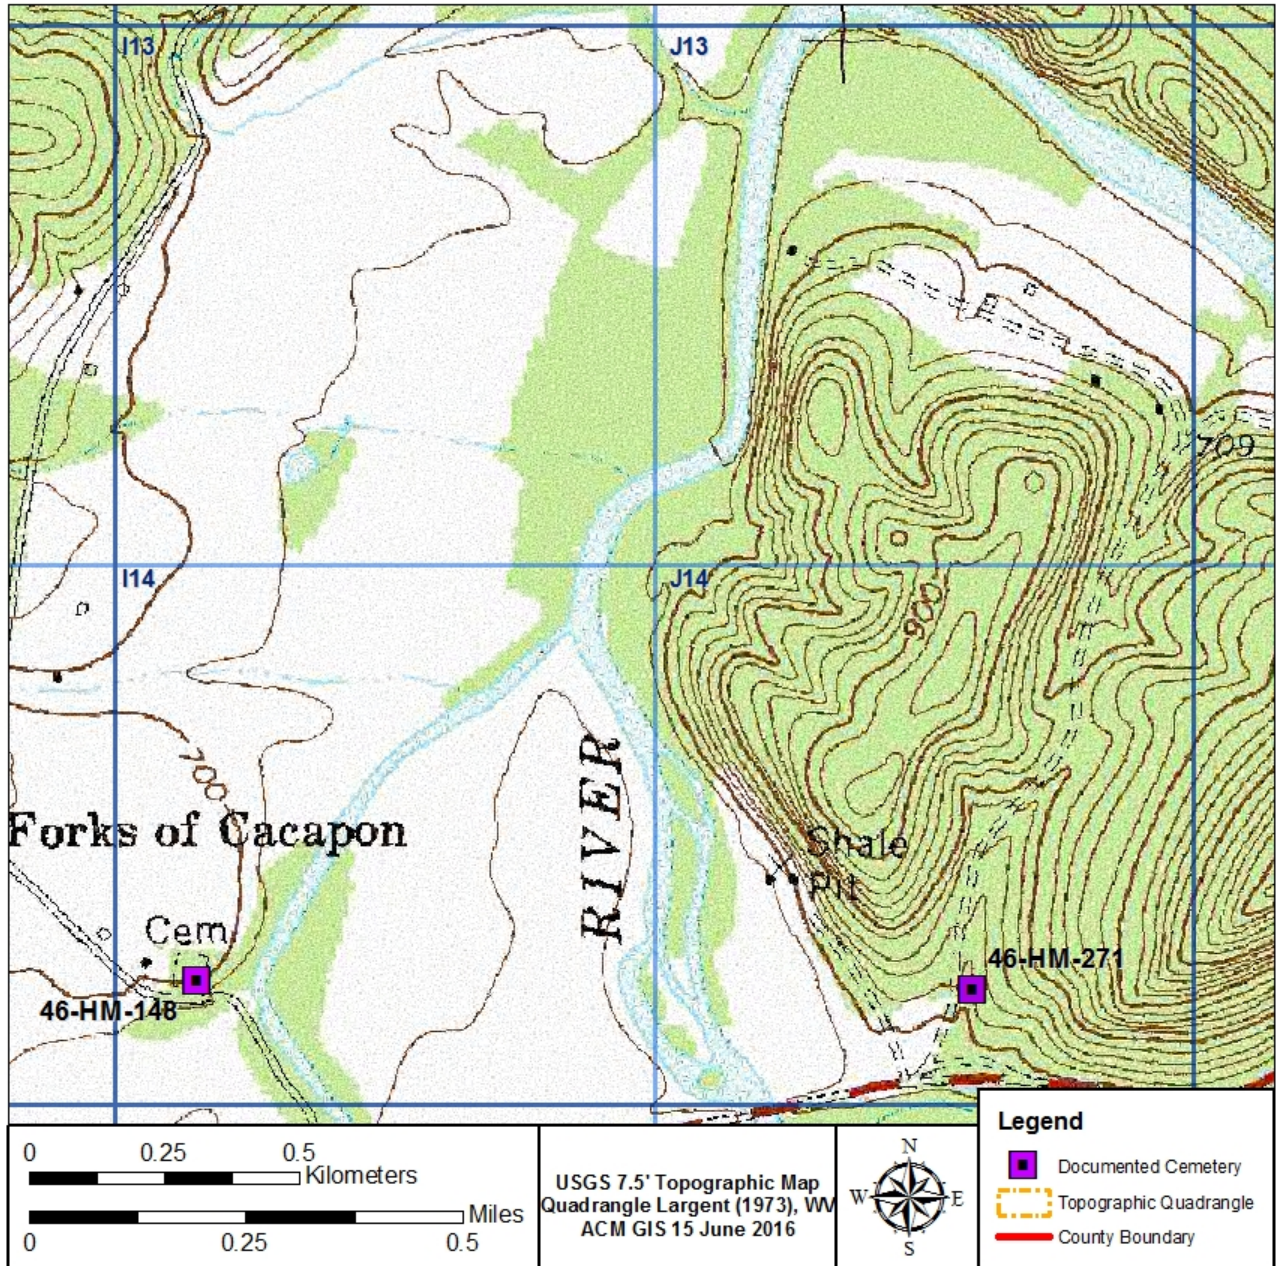 I13
J13
709
I14
J14
900
700
RIVER
Forks of Cacapon
Shale
Pit
Cem
46-HM-148
46-HM-271
0 0.25 0.5
Kilometers
Miles
0 0.25 0.5
USGS 7.5' Topographic Map
Quadrangle Largent (1973), WV
ACM GIS 15 June 2016
N
W E
S
Legend
Documented Cemetery
Topographic Quadrangle
County Boundary